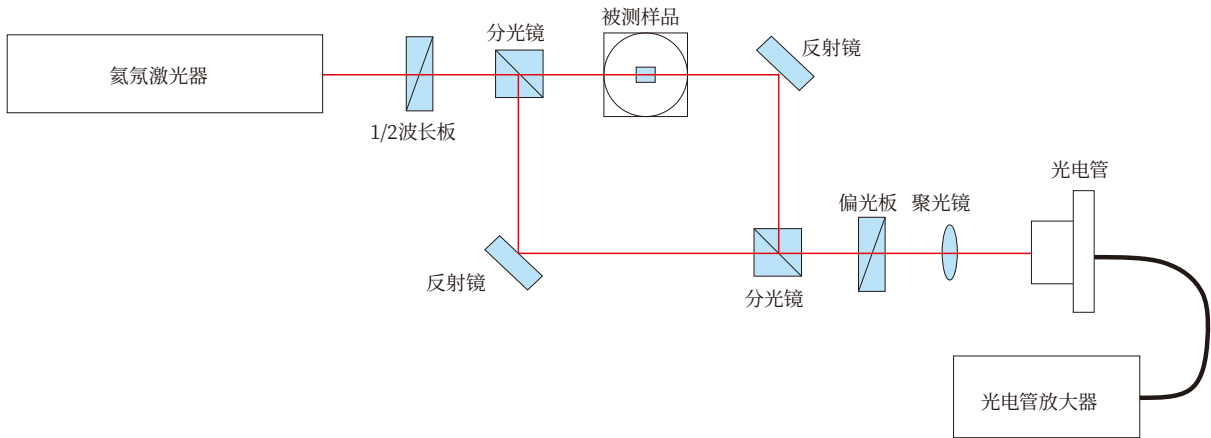 氦氖激光器
1/2波长板
分光镜
被测样品
反射镜
反射镜
分光镜
偏光板
聚光镜
光电管
光电管放大器